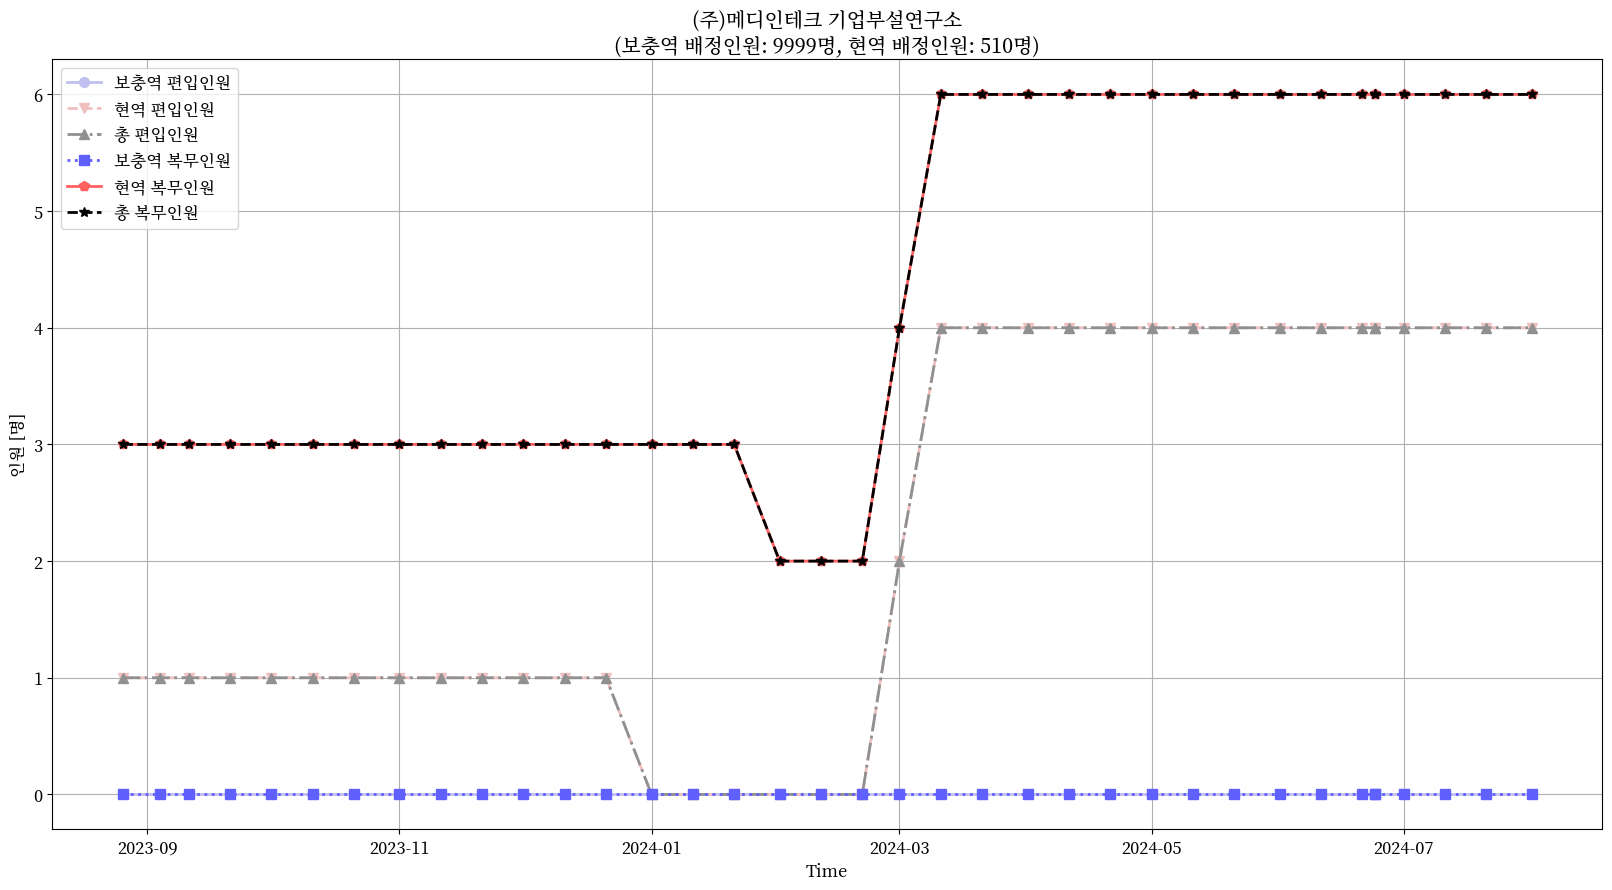 (주)메디인테크 기업부설연구소
(보충역 배정인원: 9999명, 현역 배정인원: 510명)
보충역 편입인원
현역 편입인원
총 편입인원
보충역 복무인원
현역 복무인원
총 복무인원
6
5
4
3
2
1
0
인원 [명]
2023-09 2023-11 2024-01 2024-03 2024-05 2024-07
Time